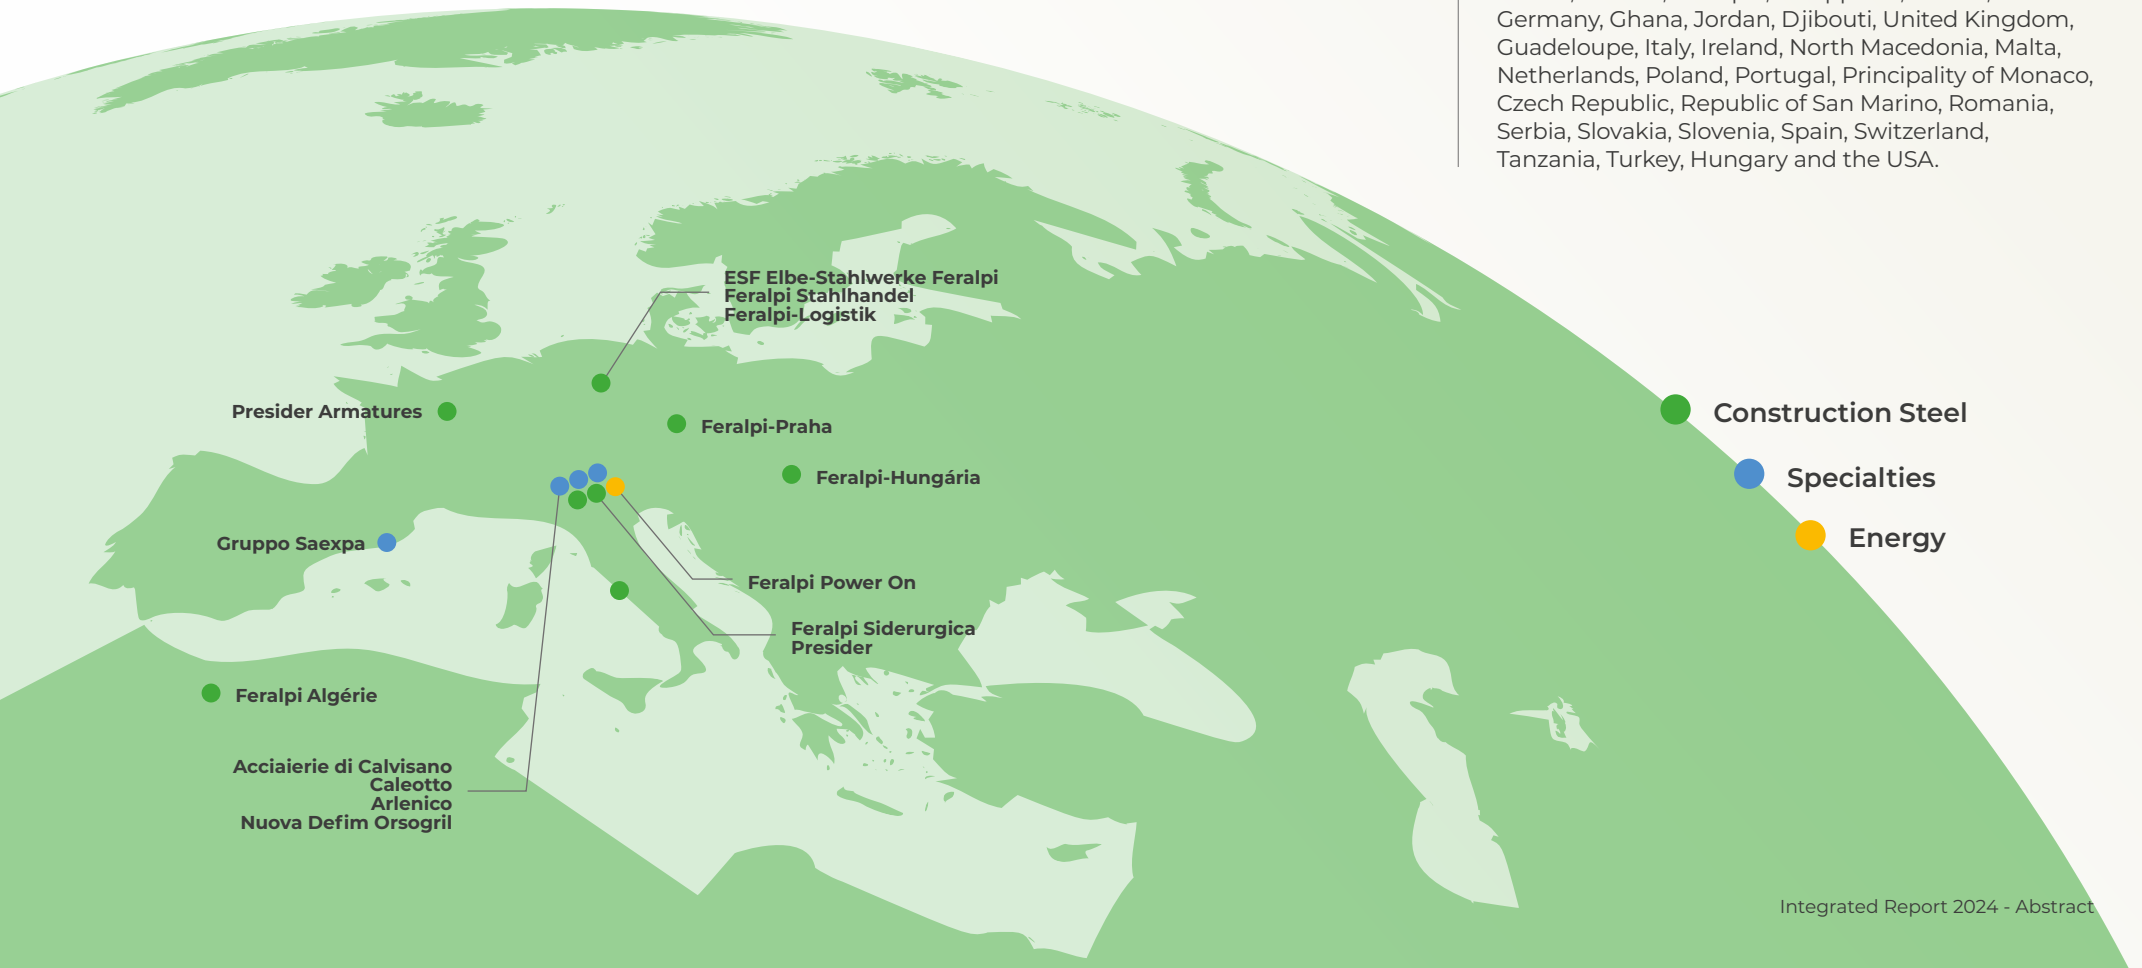 Germany, Ghana, Jordan, Djibouti, United Kingdom,
Guadeloupe, Italy, Ireland, North Macedonia, Malta,
Netherlands, Poland, Portugal, Principality of Monaco,
Czech Republic, Republic of San Marino, Romania,
Serbia, Slovakia, Slovenia, Spain, Switzerland,
Tanzania, Turkey, Hungary and the USA.
ESF Elbe-Stahlwerke Feralpi
Feralpi Stahlhandel
Feralpi-Logistik
Presider Armatures
Feralpi-Praha
Feralpi-Hungária
Gruppo Saexpa
Feralpi Power On
Feralpi Siderurgica
Presider
Feralpi Algérie
Acciaierie di Calvisano
Caleotto
Arlenico
Nuova Defim Orsogril
Construction Steel
Specialties
Energy
Integrated Report 2024 - Abstract